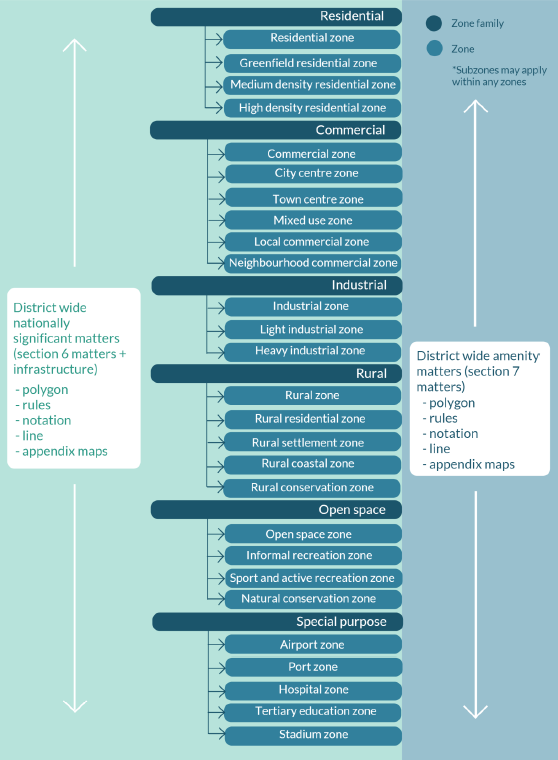 Residential
Residential zone
Greenfield residential zone
Medium density residential zone
High density residential zone
Commercial
Commercial zone
City centre zone
Town centre zone
Mixed use zone
Local commercial zone
Neighbourhood commercial zone
Industrial
Industrial zone
Light industrial zone
Heavy industrial zone
Rural
Rural zone
Rural residential zone
Rural settlement zone
Rural coastal zone
Rural conservation zone
Open space
Open space zone
Informal recreation zone
Sport and active recreation zone
Natural conservation zone
Special purpose
Airport zone
Port zone
Hospital zone
Tertiary education zone
Stadium zone
District wide
nationally
significant matters
(section 6 matters +
infrastructure)
- polygon
- rules
- notation
- line
- appendix maps
Zone family
Zone
*Subzones may apply
within any zones
District wide amenity
matters (section 7
matters)
- polygon
- rules
- notation
- line
- appendix maps